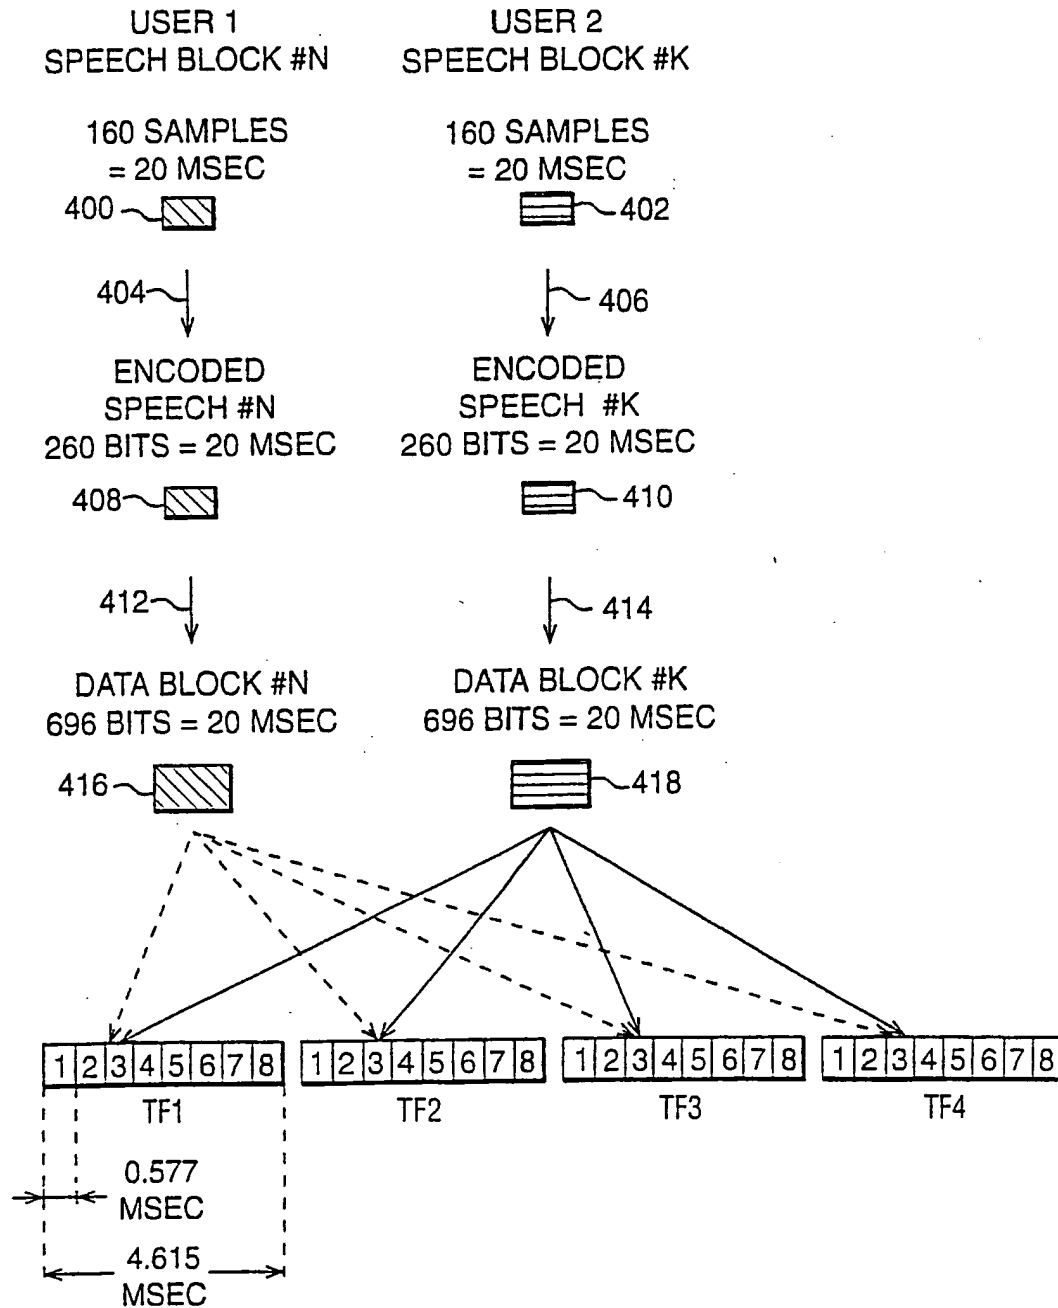 USER 1
SPEECH BLOCK #N
USER 2
SPEECH BLOCK #K
160 SAMPLES
= 20 MSEC
160 SAMPLES
= 20 MSEC
400
402
404
406
ENCODED
SPEECH #N
260 BITS = 20 MSEC
ENCODED
SPEECH #K
260 BITS = 20 MSEC
408
410
412
414
DATA BLOCK #N
696 BITS = 20 MSEC
DATA BLOCK #K
696 BITS = 20 MSEC
416
418
1 2 3 4 5 6 7 8
1 2 3 4 5 6 7 8
1 2 3 4 5 6 7 8
1 2 3 4 5 6 7 8
TF1
TF2
TF3
TF4
0.577
MSEC
4.615
MSEC